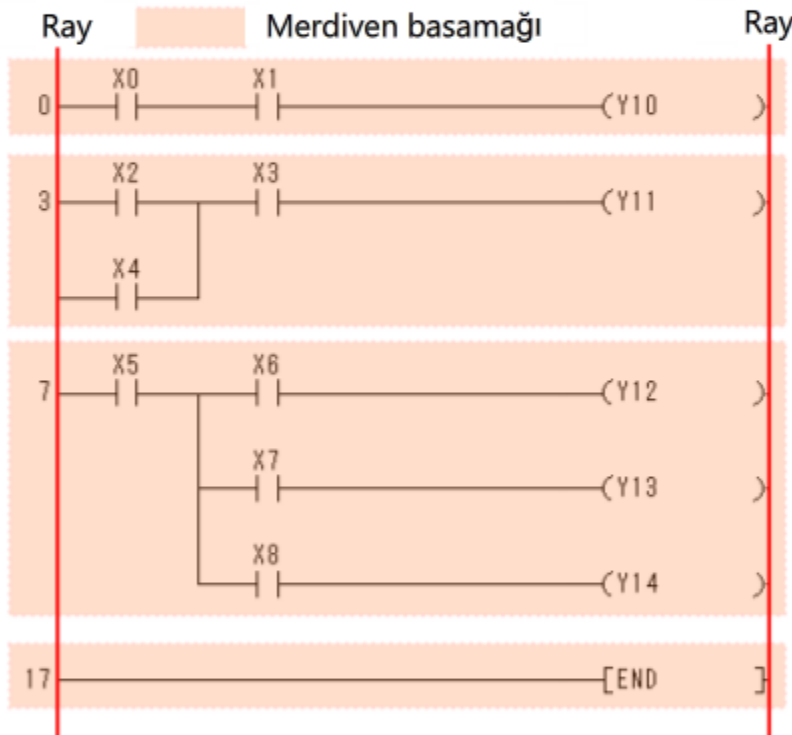 Ray Merdiven basamağı Ray
X0 X1
0 (Y10 )
X2 X3
3 (Y11 )
X4
X5 X6
7 (Y12 )
X7
(Y13 )
X8
(Y14 )
17 [END ]